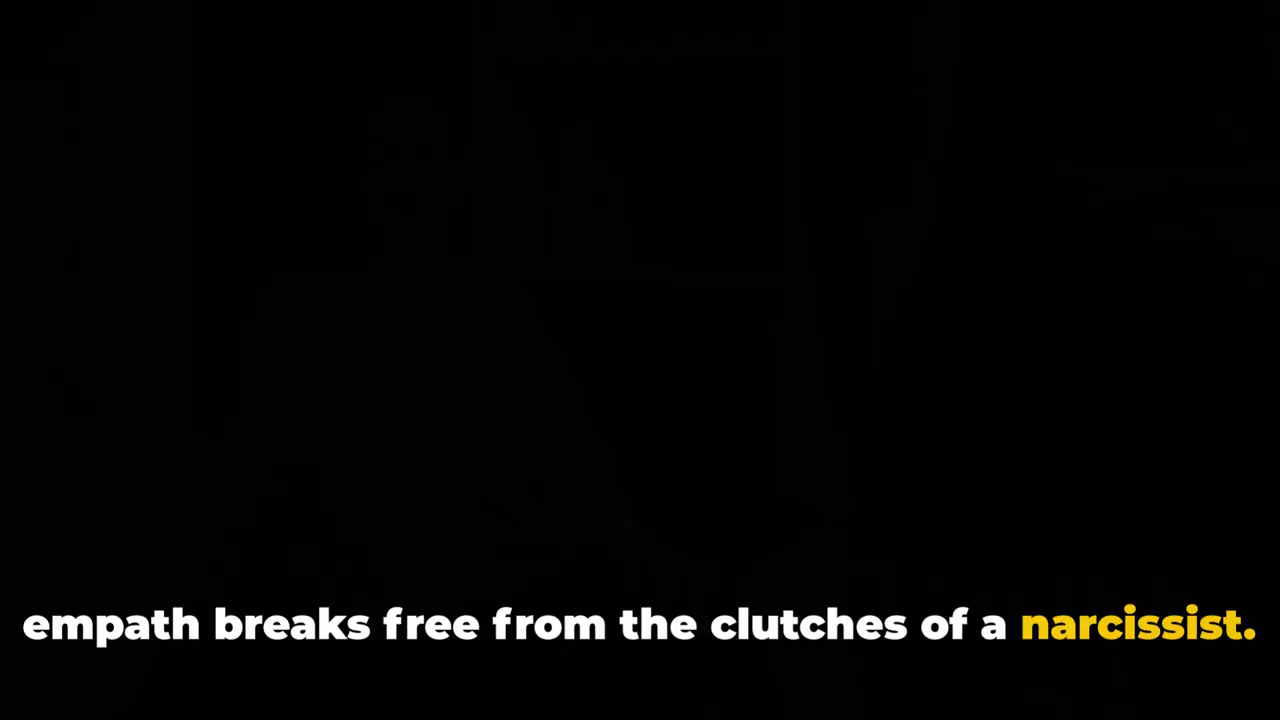 empath breaks free from the clutches of a narcissist.